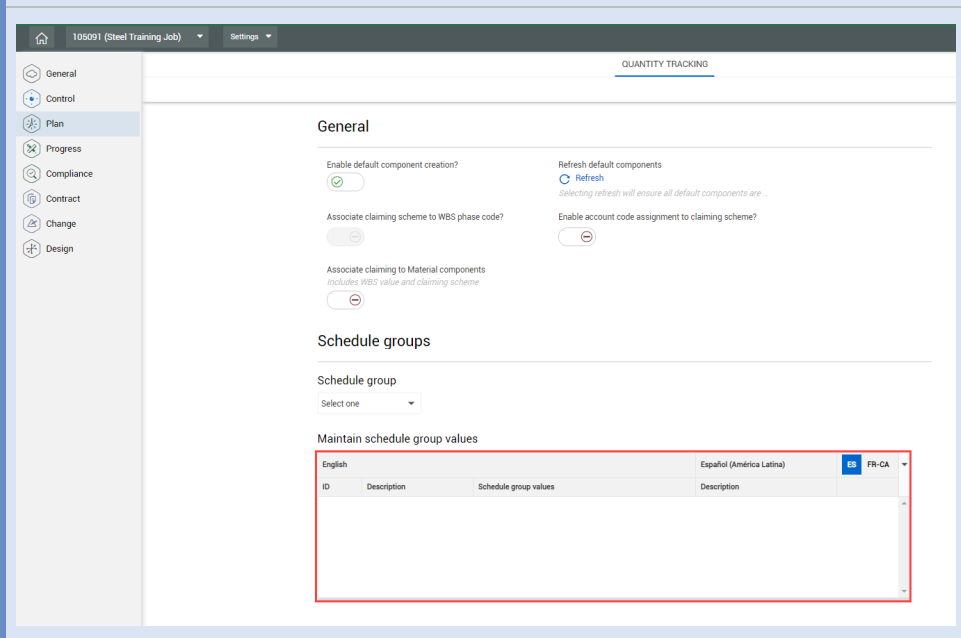 105091 (Steel Training Job)
Settings
General
Control
Plan
Progress
Compliance
Contract
Change
Design
QUANTITY TRACKING
General
Enable default component creation?
Refresh default components
Refresh
Selecting refresh will ensure all default components are ..
Associate claiming scheme to WBS phase code?
Enable account code assignment to claiming scheme?
Associate claiming to Material components
Includes WBS value and claiming scheme
Schedule groups
Schedule group
Select one
Maintain schedule group values
English Español (América Latina) ES FR-CA
ID Description Schedule group values Description